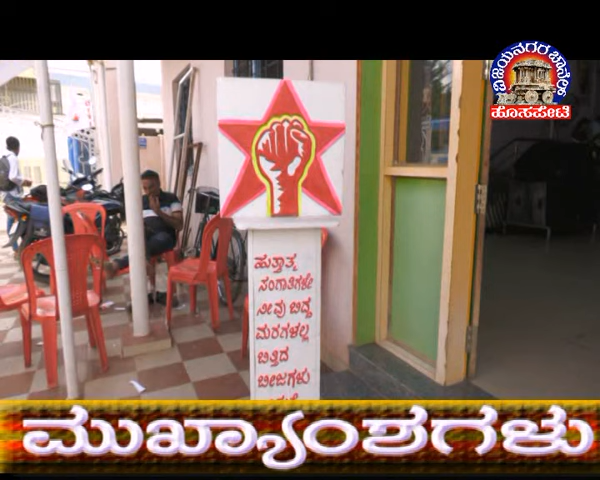 ವಿಜಯನಗರ ಚಾನೆಲ್
ಹೊಸಪೇಟೆ
ಹುತ್ತಾತ್ಮ
ಸಂಗಾತಿಗಳೇ
ನೀವು ಬಿದ್ದ
ಮರಗಳಲ್ಲ
ಬಿತ್ತಿದ
ಬೀಜಗಳು
ಮುಖ್ಯಾಂಶಗಳು